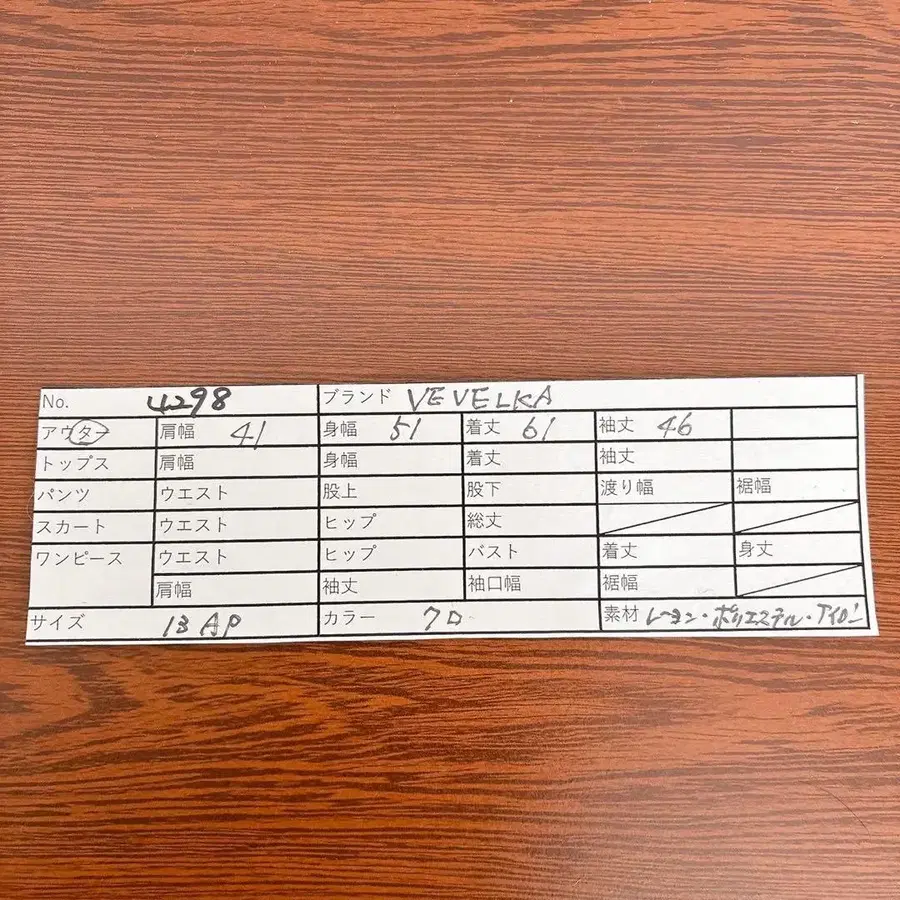 No. 4298 ブランド VEVELKA
アウター 肩幅 41 身幅 51 着丈 61 袖丈 46
トップス 肩幅 身幅 着丈 袖丈
パンツ ウエスト 股上 股下 渡り幅 裾幅
スカート ウエスト ヒップ 総丈
ワンピース ウエスト ヒップ バスト 着丈 身丈
肩幅 袖丈 袖口幅 裾幅
サイズ 13AP カラー クロ 素材 レーヨン・ポリエステル・ナイロン